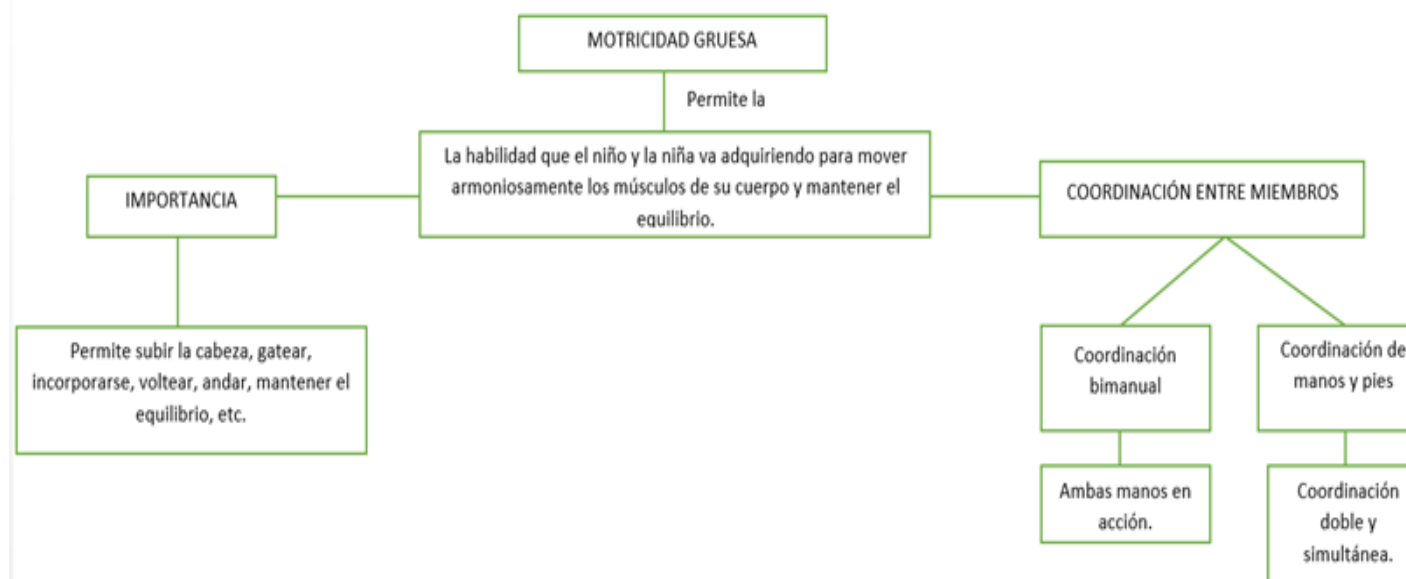 MOTRICIDAD GRUESA
Permite la
La habilidad que el niño y la niña va adquiriendo para mover
armoniosamente los músculos de su cuerpo y mantener el
equilibrio.
IMPORTANCIA
COORDINACIÓN ENTRE MIEMBROS
Permite subir la cabeza, gatear,
incorporarse, voltear, andar, mantener el
equilibrio, etc.
Coordinación
bimanual
Coordinación de
manos y pies
Ambas manos en
acción.
Coordinación
doble y
simultánea.